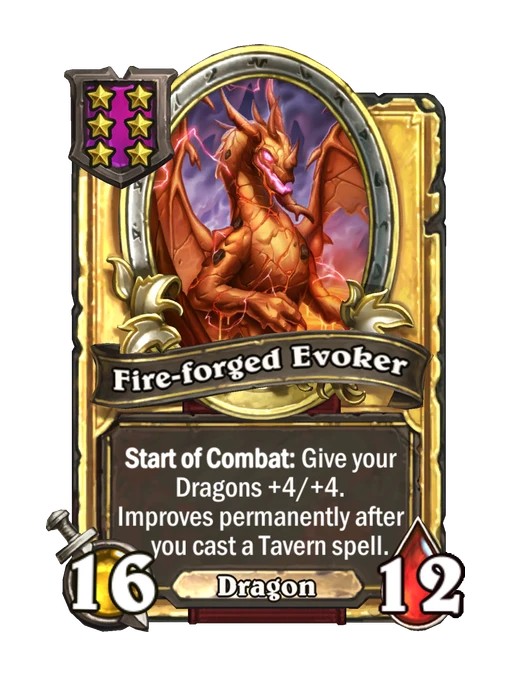 Fire-forged Evoker
Start of Combat: Give your
Dragons +4/+4.
Improves permanently after
you cast a Tavern spell.
16
Dragon
12